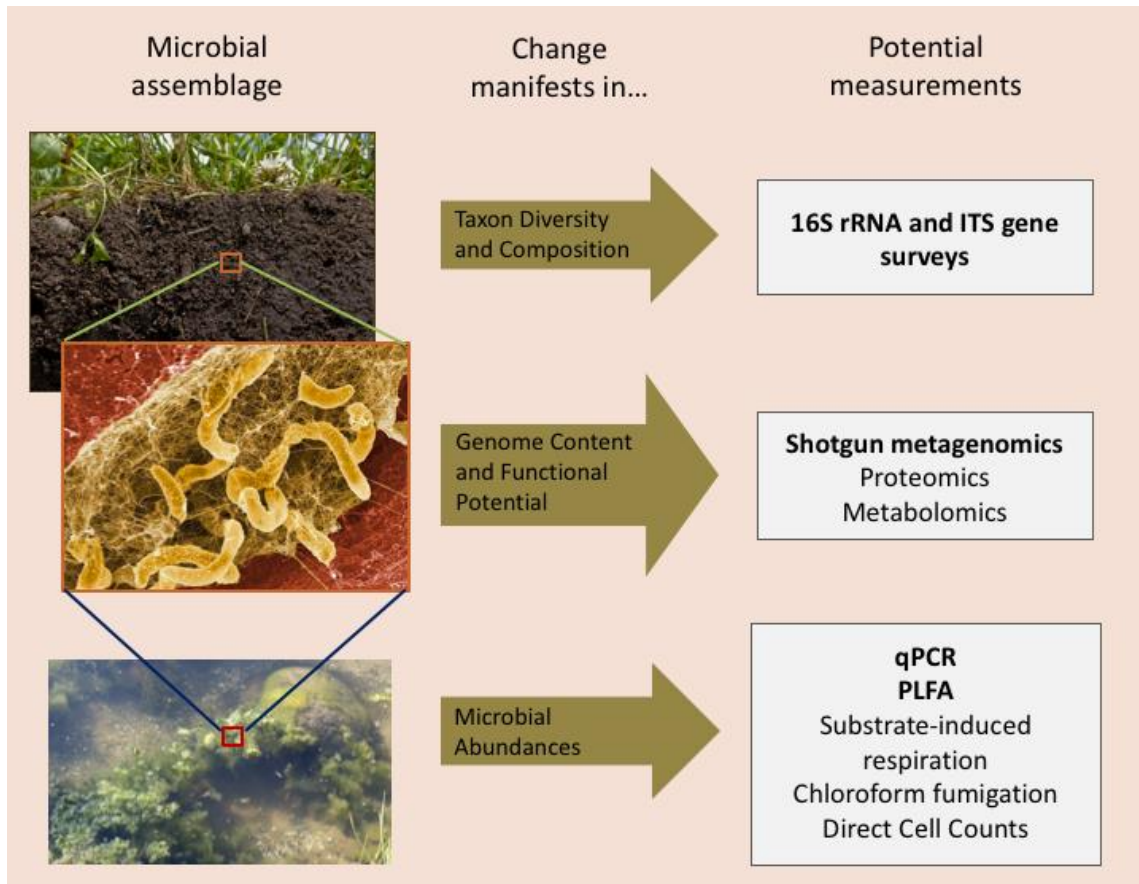 Microbial
assemblage
Change
manifests in...
Potential
measurements
Taxon Diversity
and Composition
16S rRNA and ITS gene
surveys
Genome Content
and Functional
Potential
Shotgun metagenomics
Proteomics
Metabolomics
Microbial
Abundances
qPCR
PLFA
Substrate-induced
respiration
Chloroform fumigation
Direct Cell Counts